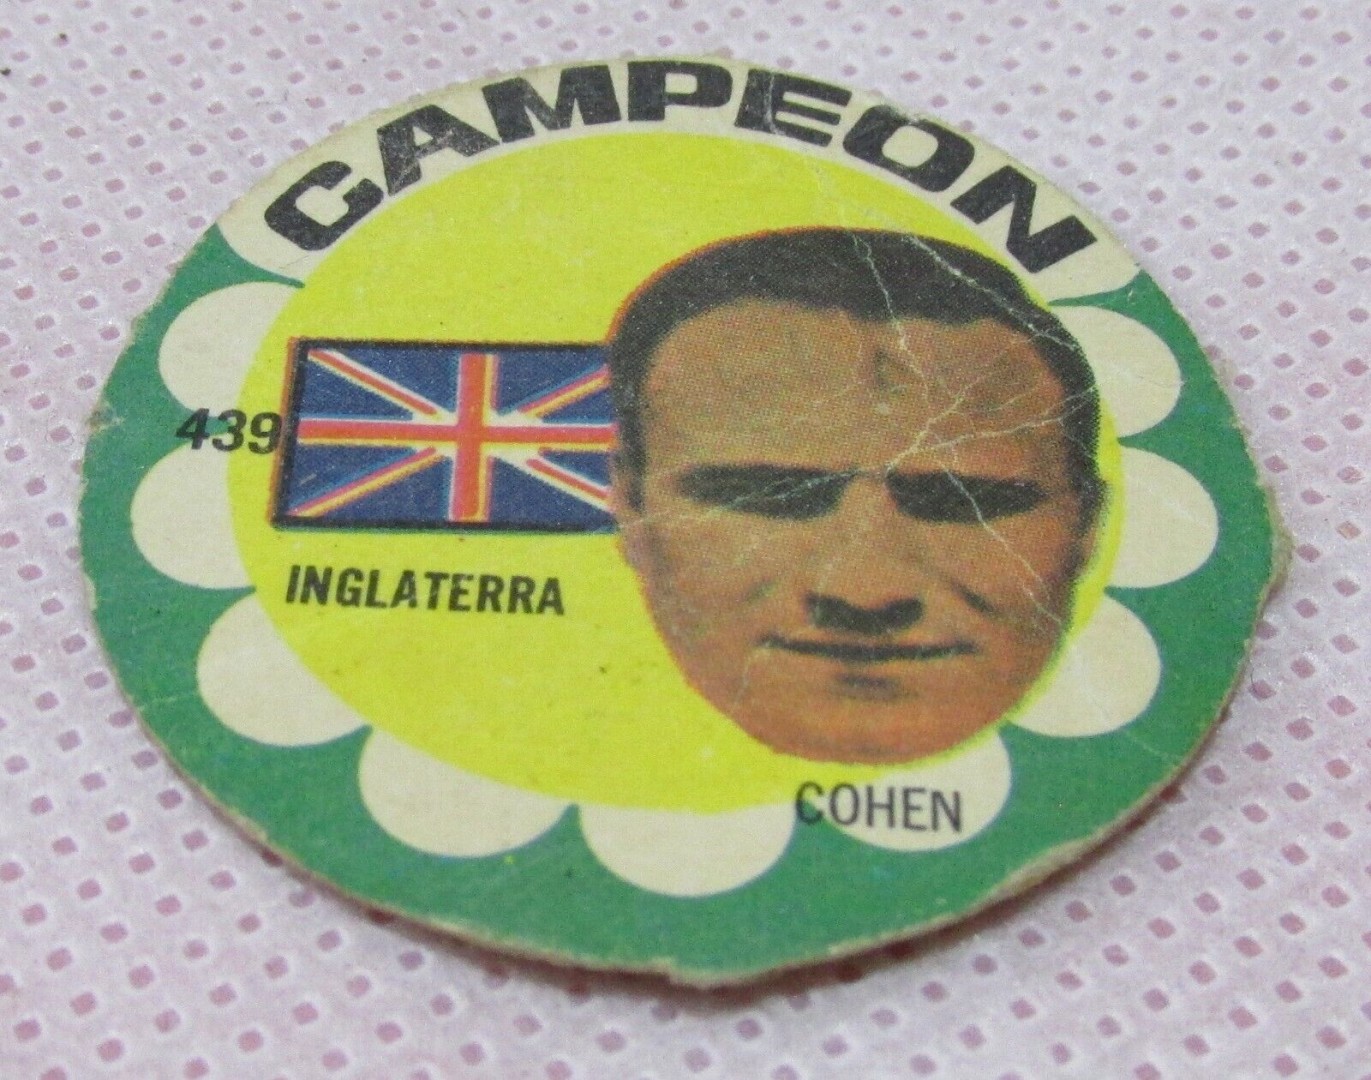 CAMPEON
439
INGLATERRA
COHEN